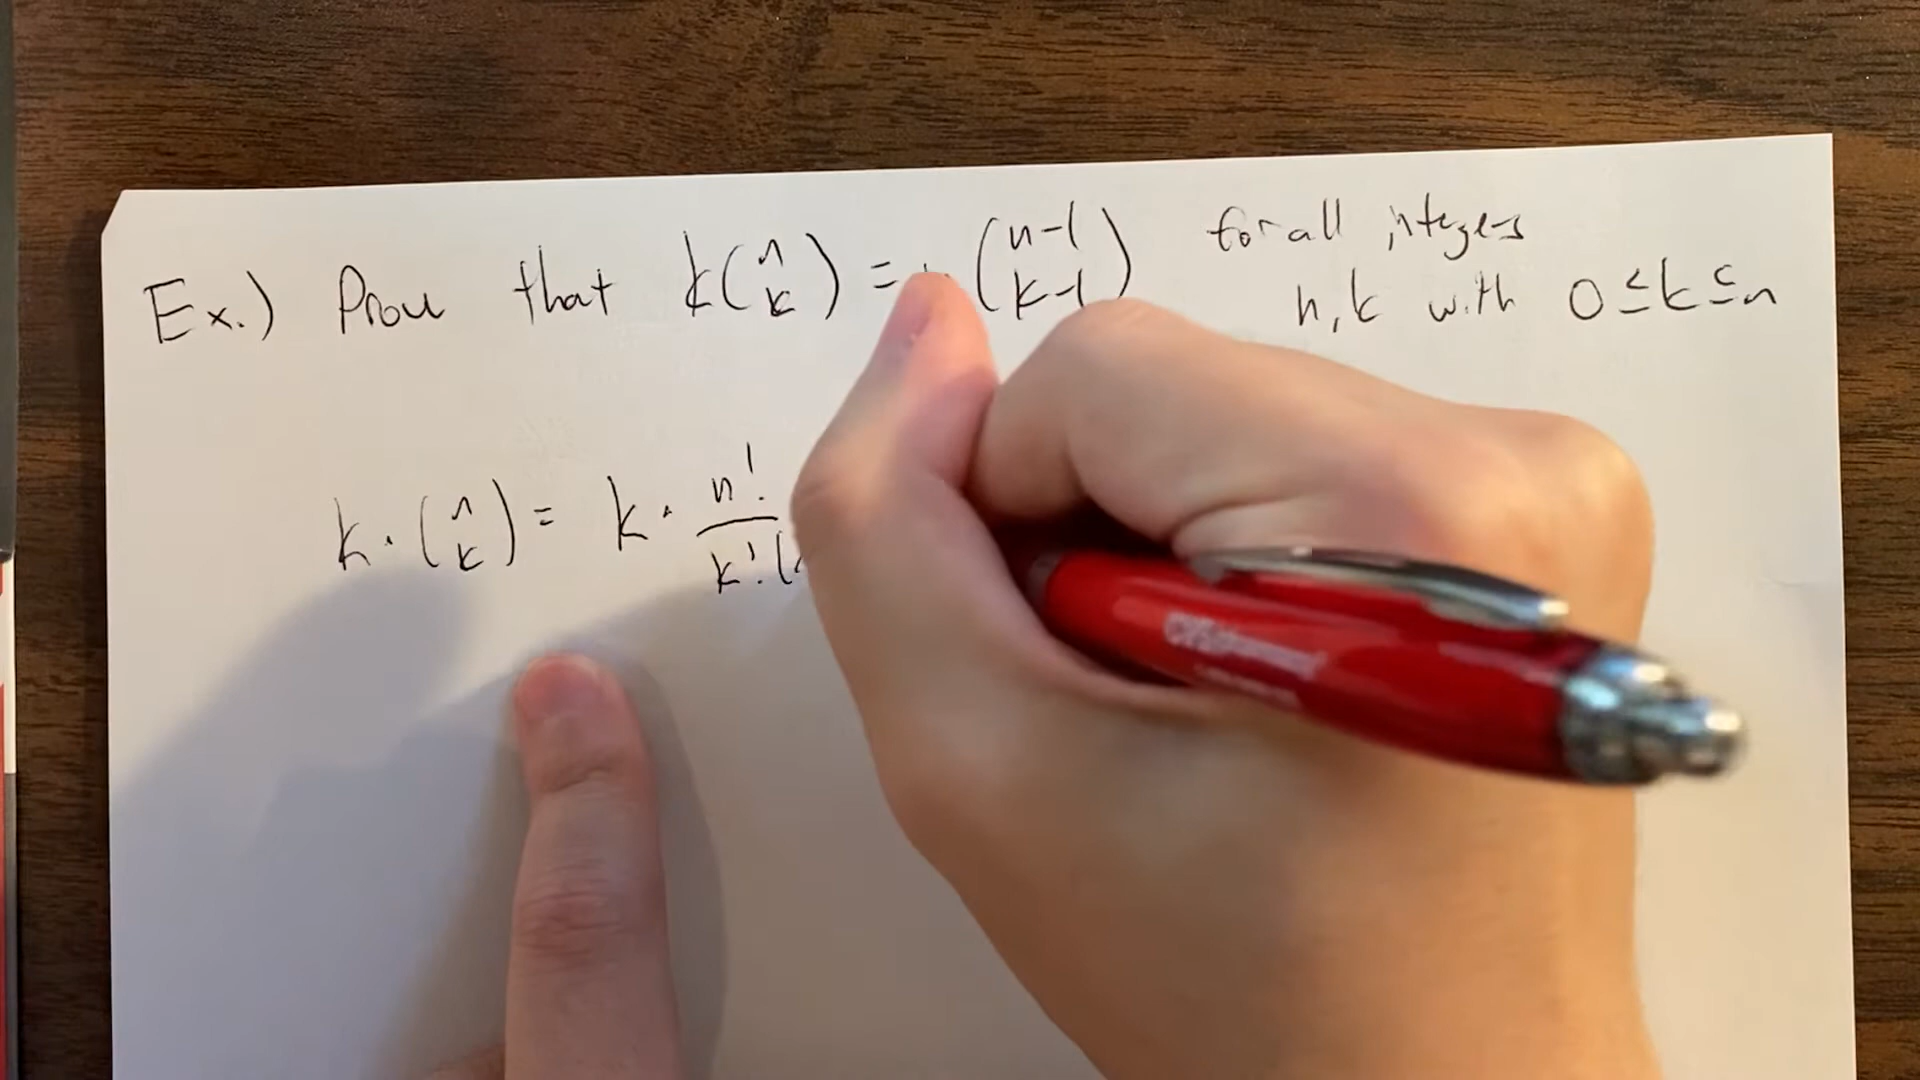 Ex.) Prove that k(n k) = (n-1 k-1) for all integers
n,k with 0 ≤ k ≤ n
k · (n k) = k · n! / k!(